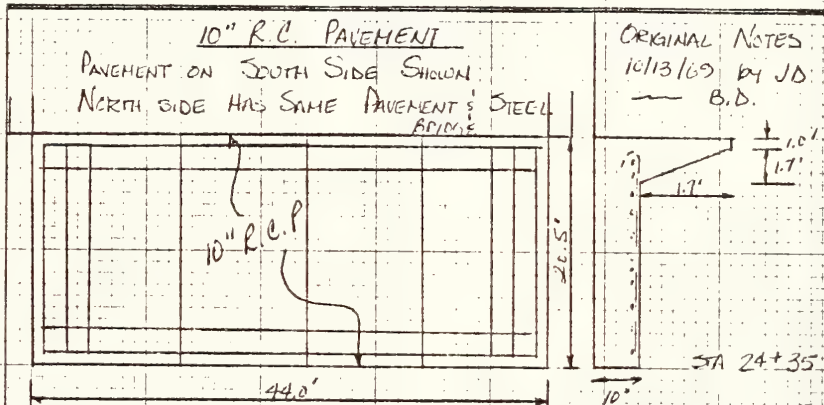 10" R.C. PAVEMENT
PAVEMENT ON SOUTH SIDE SHOWN
NORTH SIDE HAS SAME PAVEMENT & STEEL
BRIDGE
ORIGINAL NOTES
10/13/69 by JD
— B.D.
1.0'
1.7'
1.7'
10" R.C.P
20.5'
STA 24+35
44.0'
10"